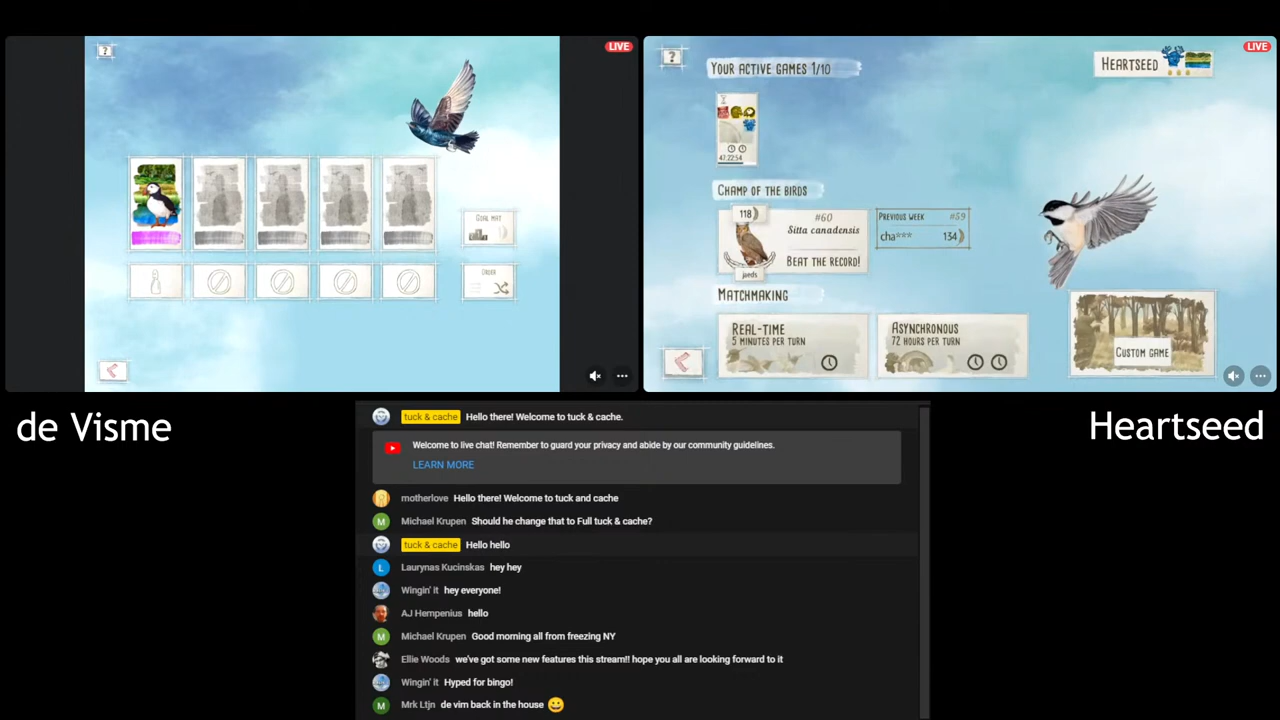 ?
LIVE
GOAL MAT
ORDER
?
LIVE
YOUR ACTIVE GAMES 1/10
HEARTSEED
47:22:54
CHAMP OF THE BIRDS
118
#60
Sitta canadensis
BEAT THE RECORD!
jaeds
PREVIOUS WEEK #59
cha*** 134
MATCHMAKING
REAL-TIME
5 MINUTES PER TURN
ASYNCHRONOUS
72 HOURS PER TURN
CUSTOM GAME
de Visme
Heartseed
tuck & cache Hello there! Welcome to tuck & cache.
Welcome to live chat! Remember to guard your privacy and abide by our community guidelines.
LEARN MORE
motherlove Hello there! Welcome to tuck and cache
M Michael Krupen Should he change that to Full tuck & cache?
tuck & cache Hello hello
L Laurynas Kucinskas hey hey
Wingin' it hey everyone!
AJ Hempenius hello
M Michael Krupen Good morning all from freezing NY
Ellie Woods we've got some new features this stream!! hope you all are looking forward to it
Wingin' it Hyped for bingo!
M Mrk Ltjn de vim back in the house 😀